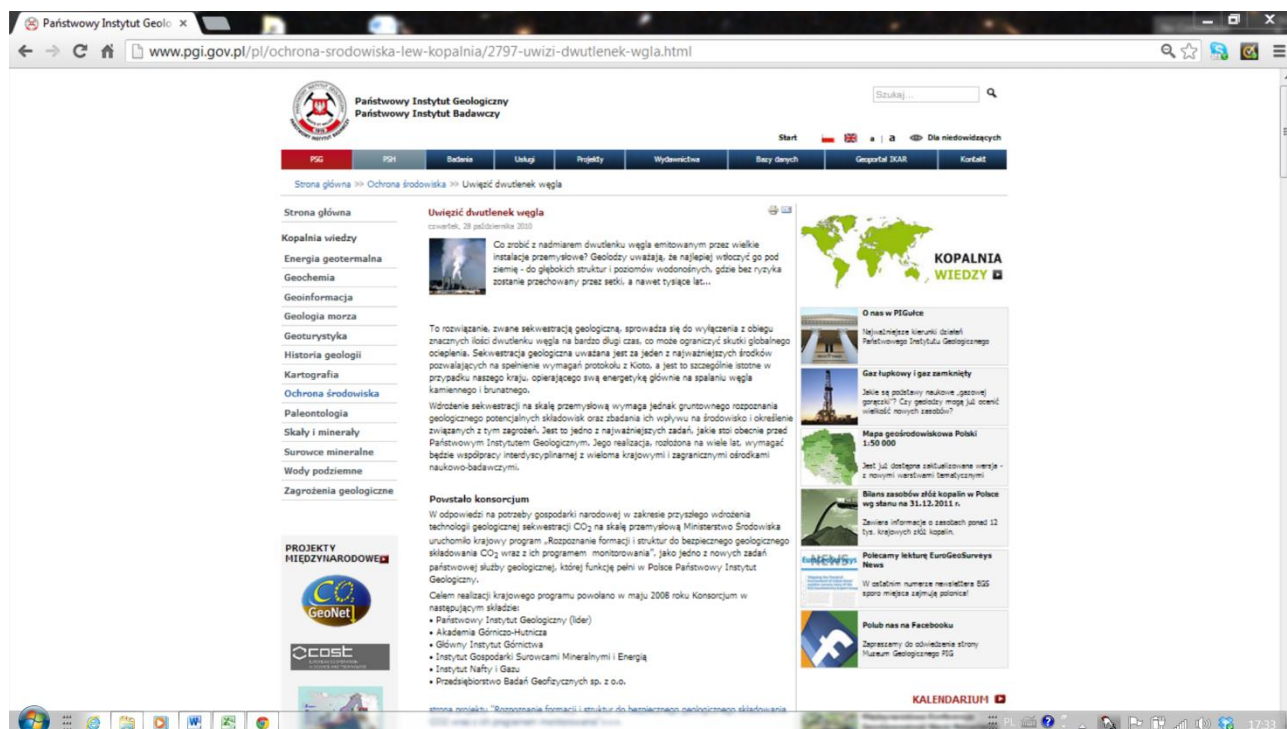 Państwowy Instytut Geolo
www.pgi.gov.pl/pl/ochrona-srodowiska-lew-kopalnia/2797-uwizi-dwutlenek-wgla.html
Państwowy Instytut Geologiczny
Państwowy Instytut Badawczy
Szukaj...
Start
a | a
Dla niedowidzących
PSG
PSH
Badania
Usługi
Projekty
Wydawnictwa
Bazy danych
Geoportal IKAR
Kontakt
Strona główna >> Ochrona środowiska >> Uwięzić dwutlenek węgla
Strona główna
Kopalnia wiedzy
Energia geotermalna
Geochemia
Geoinformacja
Geologia morza
Geoturystyka
Historia geologii
Kartografia
Ochrona środowiska
Paleontologia
Skały i minerały
Surowce mineralne
Wody podziemne
Zagrożenia geologiczne
PROJEKTY
MIĘDZYNARODOWE
CO2
GeoNet
cost
Uwięzić dwutlenek węgla
czwartek, 28 października 2010
Co zrobić z nadmiarem dwutlenku węgla emitowanym przez wielkie
instalacje przemysłowe? Geolodzy uważają, że najlepiej wtłoczyć go pod
ziemię - do głębokich struktur i poziomów wodonośnych, gdzie bez ryzyka
zostanie przechowany przez setki, a nawet tysiące lat...
To rozwiązanie, zwane sekwestracją geologiczną, sprowadza się do wyłączenia z obiegu
znacznych ilości dwutlenku węgla na bardzo długi czas, co może ograniczyć skutki globalnego
ocieplenia. Sekwestracja geologiczna uważana jest za jeden z najważniejszych środków
pozwalających na spełnienie wymagań protokołu z Kioto, a jest to szczególnie istotne w
przypadku naszego kraju, opierającego swą energetykę głównie na spalaniu węgla
kamiennego i brunatnego.
Wdrożenie sekwestracji na skalę przemysłową wymaga jednak gruntownego rozpoznania
geologicznego potencjalnych składowisk oraz zbadania ich wpływu na środowisko i określenie
związanych z tym zagrożeń. Jest to jedno z najważniejszych zadań, jakie stoi obecnie przed
Państwowym Instytutem Geologicznym. Jego realizacja, rozłożona na wiele lat, wymagać
będzie współpracy interdyscyplinarnej z wieloma krajowymi i zagranicznymi ośrodkami
naukowo-badawczymi.
Powstało konsorcjum
W odpowiedzi na potrzeby gospodarki narodowej w zakresie przyszłego wdrożenia
technologii geologicznej sekwestracji CO2 na skalę przemysłową Ministerstwo Środowiska
uruchomiło krajowy program „Rozpoznanie formacji i struktur do bezpiecznego geologicznego
składowania CO2 wraz z ich programem monitorowania", jako jedno z nowych zadań
państwowej służby geologicznej, której funkcję pełni w Polsce Państwowy Instytut
Geologiczny.
Celem realizacji krajowego programu powołano w maju 2008 roku Konsorcjum w
następującym składzie:
• Państwowy Instytut Geologiczny (lider)
• Akademia Górniczo-Hutnicza
• Główny Instytut Górnictwa
• Instytut Gospodarki Surowcami Mineralnymi i Energią
• Instytut Nafty i Gazu
• Przedsiębiorstwo Badań Geofizycznych sp. z o.o.
strona projektu "Rozpoznanie formacji i struktur do bezpiecznego geologicznego składowania
KOPALNIA
WIEDZY
O nas w PIGułce
Najważniejsze kierunki działań
Państwowego Instytutu Geologicznego
Gaz łupkowy i gaz zamknięty
Jakie są podstawy naukowe „gazowej
gorączki"? Czy geolodzy mogą już ocenić
wielkość nowych zasobów?
Mapa geośrodowiskowa Polski
1:50 000
Jest już dostępna zaktualizowana wersja -
z nowymi warstwami tematycznymi
Bilans zasobów złóż kopalin w Polsce
wg stanu na 31.12.2011 r.
Zawiera informacje o zasobach ponad 12
tys. krajowych złóż kopalin.
NEWS
Polecamy lekturę EuroGeoSurveys
News
W ostatnim numerze newslettera EGS
sporo miejsca zajmują polonica!
Polub nas na Facebooku
Zapraszamy do odwiedzenia strony
Muzeum Geologicznego PIG
KALENDARIUM
PL
17:33